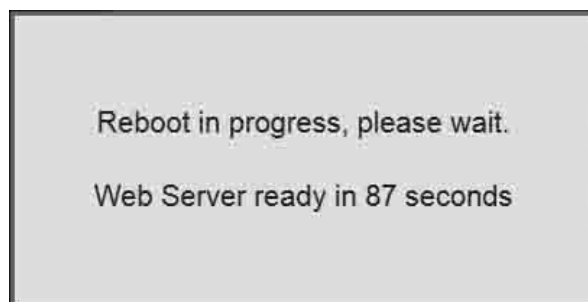 Reboot in progress, please wait.
Web Server ready in 87 seconds